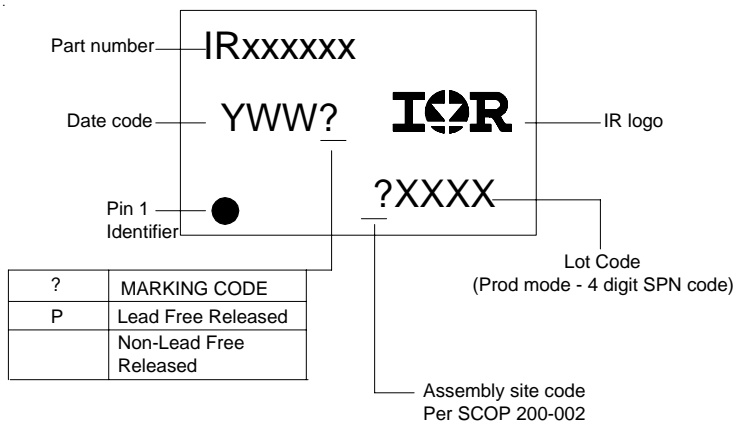 Part number
IRxxxxxx
Date code
YWW?
IOR
IR logo
?XXXX
Pin 1
Identifier
Lot Code
(Prod mode - 4 digit SPN code)
? MARKING CODE
P Lead Free Released
Non-Lead Free
Released
Assembly site code
Per SCOP 200-002